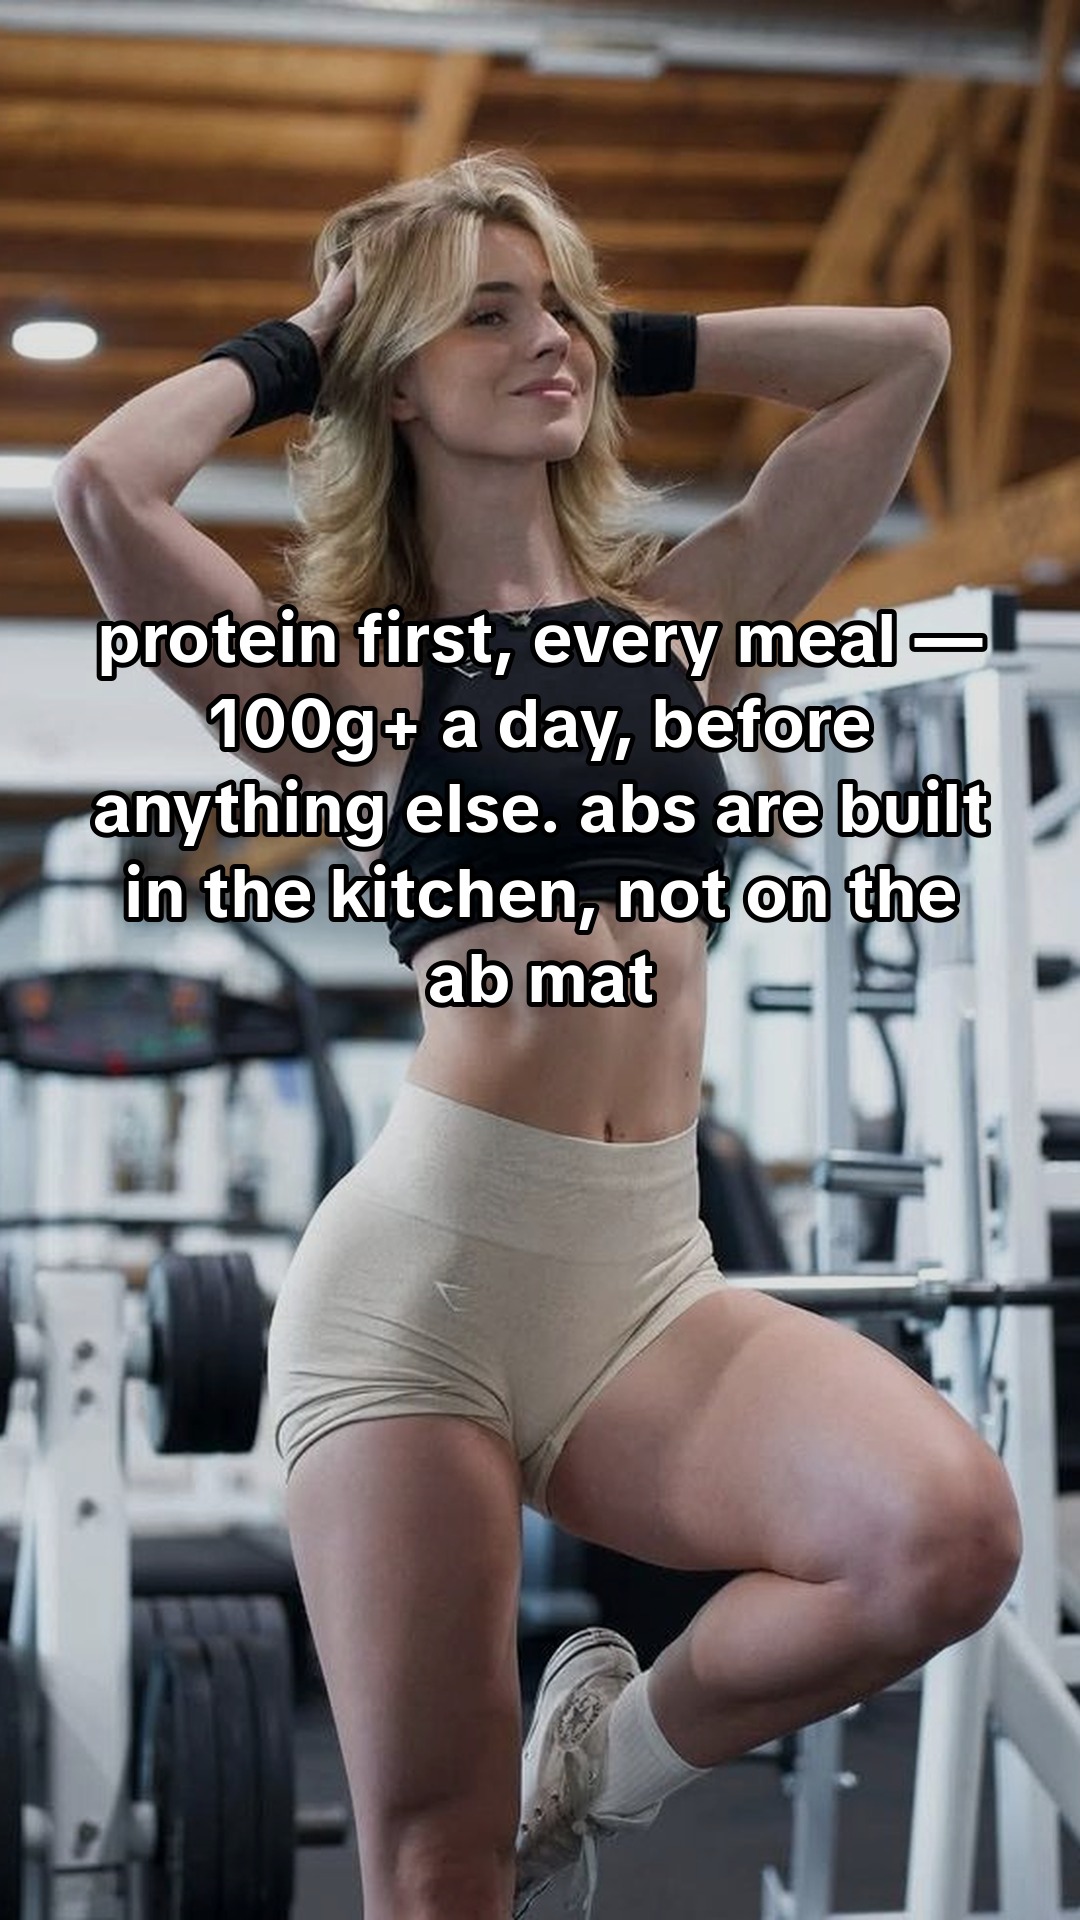 protein first, every meal —
100g+ a day, before
anything else. abs are built
in the kitchen, not on the
ab mat